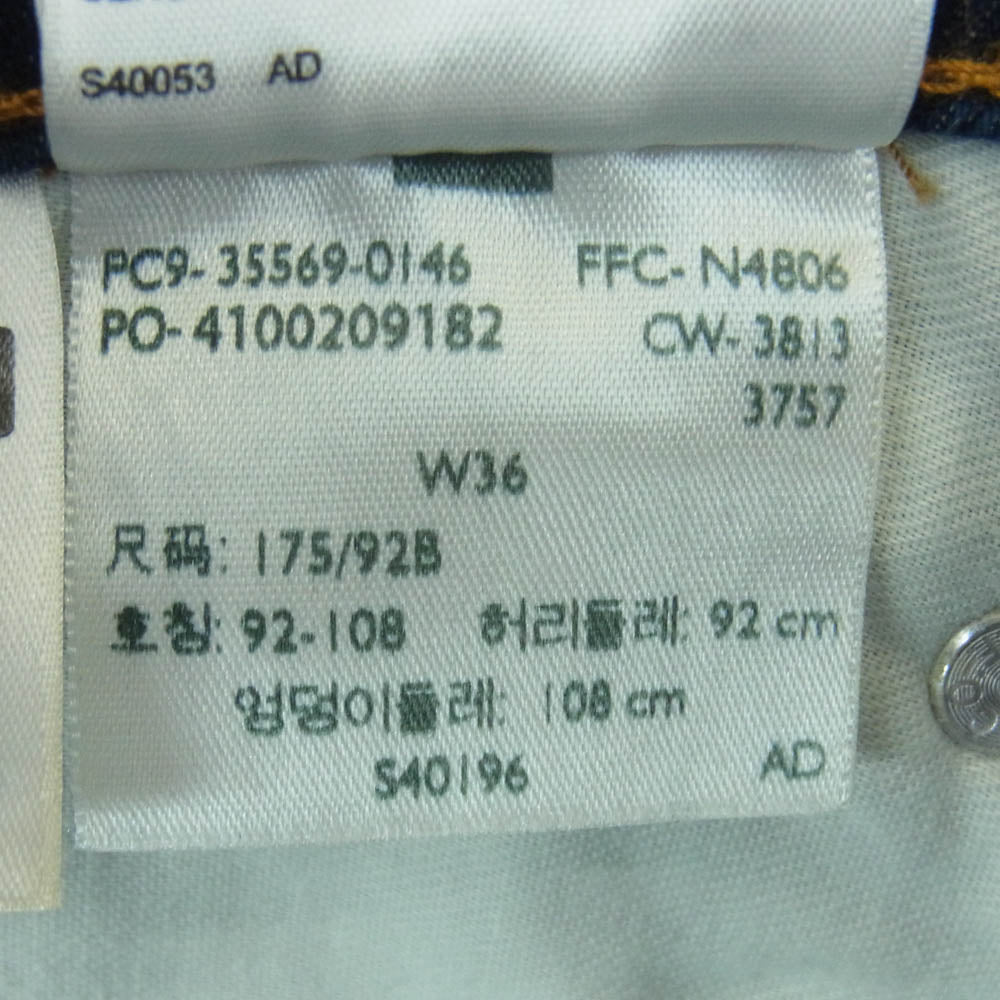 S40053 AD
PC9-35569-0146 FFC-N4806
PO-4100209182 CW-3813
3757
W36
尺码: 175/92B
호칭: 92-108 허리둘레: 92 cm
엉덩이둘레: 108 cm
S40196 AD